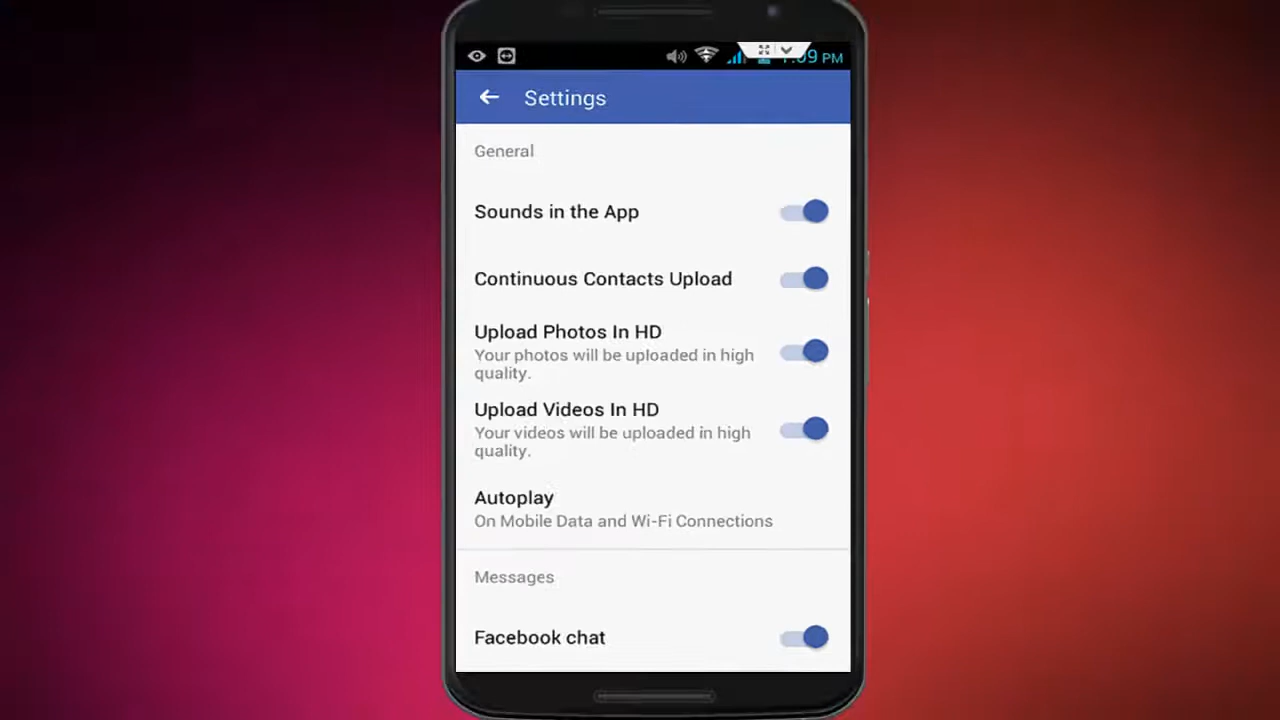 Settings
General
Sounds in the App
Continuous Contacts Upload
Upload Photos In HD
Your photos will be uploaded in high
quality.
Upload Videos In HD
Your videos will be uploaded in high
quality.
Autoplay
On Mobile Data and Wi-Fi Connections
Messages
Facebook chat